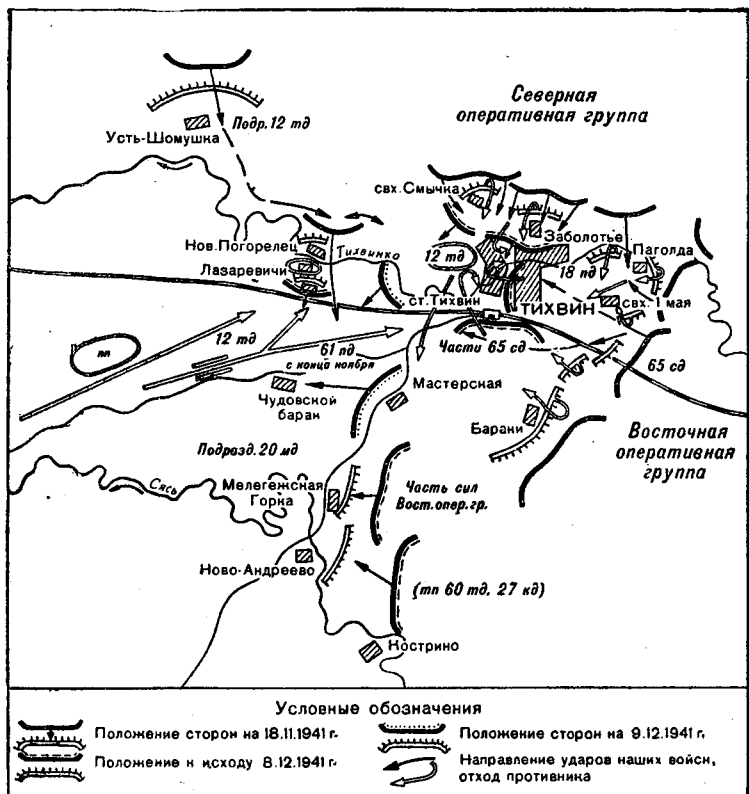 Северная
оперативная группа
Подр. 12 тд
Усть-Шомушка
свх. Смычка
Заболотье
Паголда
Нов. Погорелец
Тихвинко
Лазаревичи
12 тд
18 пд
ст. Тихвин
ТИХВИН
свх. 1 мая
12 тд
61 пд
с конца ноября
Части 65 сд
65 сд
пп
Чудовской
баран
Мастерская
Барани
Восточная
оперативная
группа
Подразд. 20 мд
Сясь
Мелегежская
Горка
Часть сил
Вост. опер. гр.
Ново-Андреево
(тп 60 тд, 27 кд)
Кострино
Условные обозначения
Положение сторон на 18.11.1941 г.
Положение к исходу 8.12.1941 г.
Положение сторон на 9.12.1941 г.
Направление ударов наших войск,
отход противника